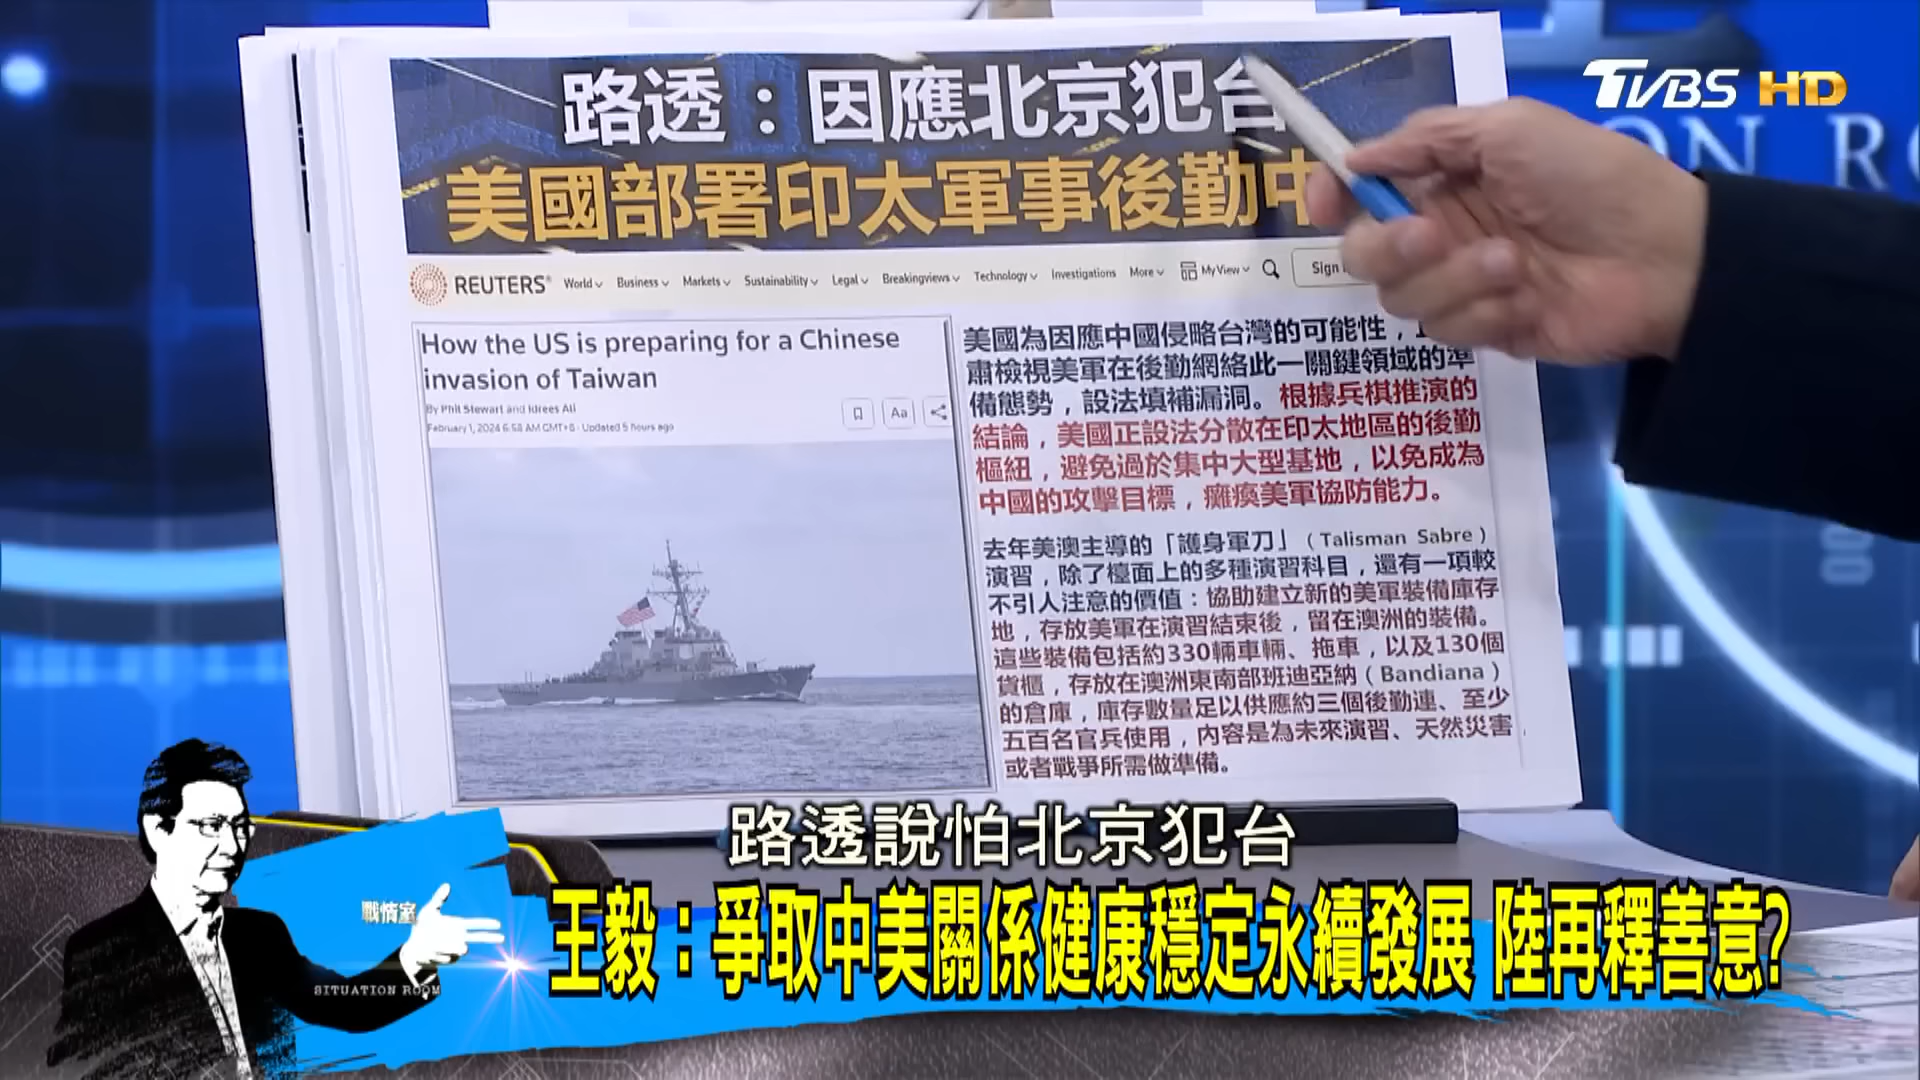 TVBS HD
路透：因應北京犯台
美國部署印太軍事後勤中
REUTERS World Business Markets Sustainability Legal Breakingviews Technology Investigations More My View Sign
How the US is preparing for a Chinese
invasion of Taiwan
By Phil Stewart and Idrees Ali
February 1, 2024 6:58 AM GMT+8 · Updated 5 hours ago
Aa
美國為因應中國侵略台灣的可能性，
肅檢視美軍在後勤網絡此一關鍵領域的準
備態勢，設法填補漏洞。根據兵棋推演的
結論，美國正設法分散在印太地區的後勤
樞紐，避免過於集中大型基地，以免成為
中國的攻擊目標，癱瘓美軍協防能力。
去年美澳主導的「護身軍刀」（Talisman Sabre）
演習，除了檯面上的多種演習科目，還有一項較
不引人注意的價值：協助建立新的美軍裝備庫存
地，存放美軍在演習結束後，留在澳洲的裝備。
這些裝備包括約330輛車輛、拖車，以及130個
貨櫃，存放在澳洲東南部班迪亞納（Bandiana）
的倉庫，庫存數量足以供應約三個後勤連、至少
五百名官兵使用，內容是為未來演習、天然災害
或者戰爭所需做準備。
路透說怕北京犯台
戰情室
SITUATION ROOM
王毅：爭取中美關係健康穩定永續發展 陸再釋善意?